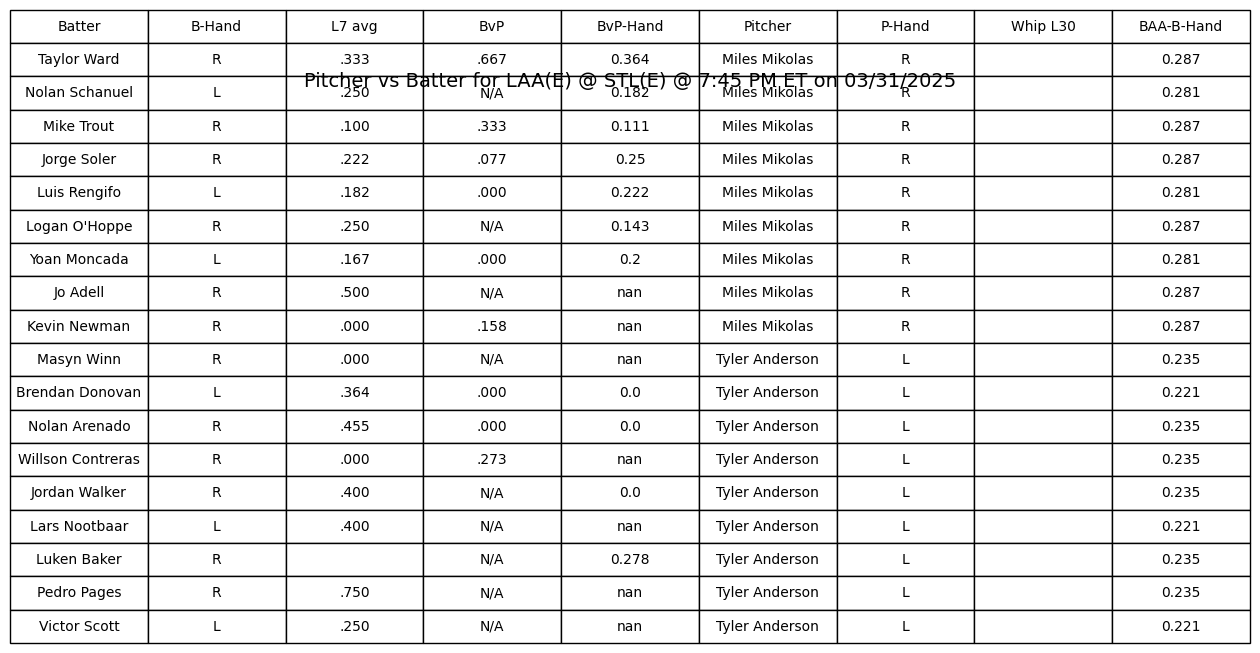 Batter B-Hand L7 avg BvP BvP-Hand Pitcher P-Hand Whip L30 BAA-B-Hand
Taylor Ward R .333 .667 0.364 Miles Mikolas R 0.287
Pitcher vs Batter for LAA(E) @ STL(E) @ 7:45 PM ET on 03/31/2025
Nolan Schanuel L .250 N/A 0.182 Miles Mikolas R 0.281
Mike Trout R .100 .333 0.111 Miles Mikolas R 0.287
Jorge Soler R .222 .077 0.25 Miles Mikolas R 0.287
Luis Rengifo L .182 .000 0.222 Miles Mikolas R 0.281
Logan O'Hoppe R .250 N/A 0.143 Miles Mikolas R 0.287
Yoan Moncada L .167 .000 0.2 Miles Mikolas R 0.281
Jo Adell R .500 N/A nan Miles Mikolas R 0.287
Kevin Newman R .000 .158 nan Miles Mikolas R 0.287
Masyn Winn R .000 N/A nan Tyler Anderson L 0.235
Brendan Donovan L .364 .000 0.0 Tyler Anderson L 0.221
Nolan Arenado R .455 .000 0.0 Tyler Anderson L 0.235
Willson Contreras R .000 .273 nan Tyler Anderson L 0.235
Jordan Walker R .400 N/A 0.0 Tyler Anderson L 0.235
Lars Nootbaar L .400 N/A nan Tyler Anderson L 0.221
Luken Baker R N/A 0.278 Tyler Anderson L 0.235
Pedro Pages R .750 N/A nan Tyler Anderson L 0.235
Victor Scott L .250 N/A nan Tyler Anderson L 0.221